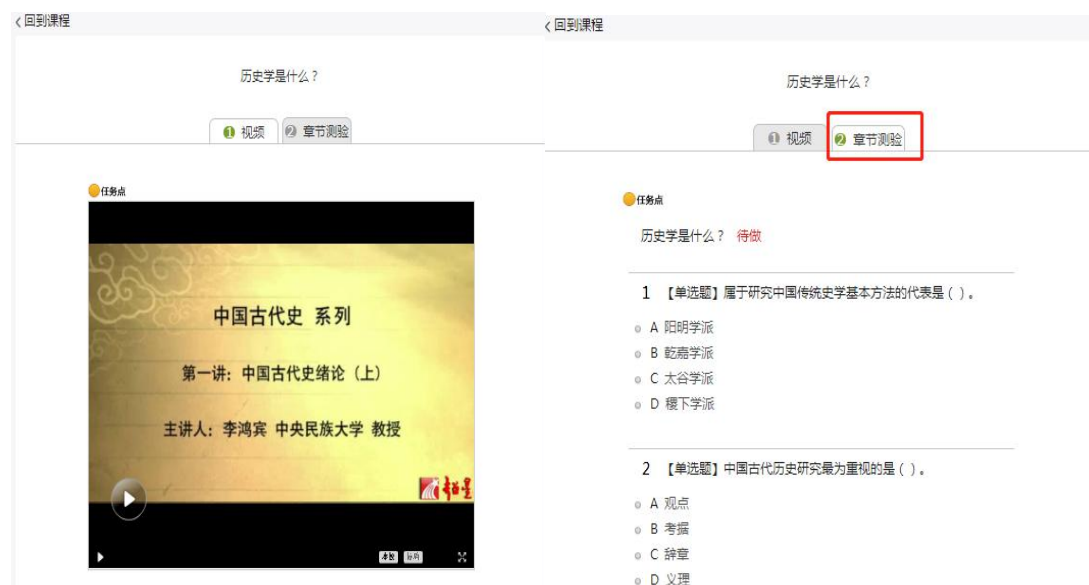 回到课程
历史学是什么？
1 视频 2 章节测验
任务点
中国古代史 系列
第一讲：中国古代史绪论（上）
主讲人：李鸿宾 中央民族大学 教授
超星
回到课程
历史学是什么？
1 视频 2 章节测验
任务点
历史学是什么？ 待做
1 【单选题】属于研究中国传统史学基本方法的代表是（ ）。
A 阳明学派
B 乾嘉学派
C 太谷学派
D 稷下学派
2 【单选题】中国古代历史研究最为重视的是（ ）。
A 观点
B 考据
C 辞章
D 义理